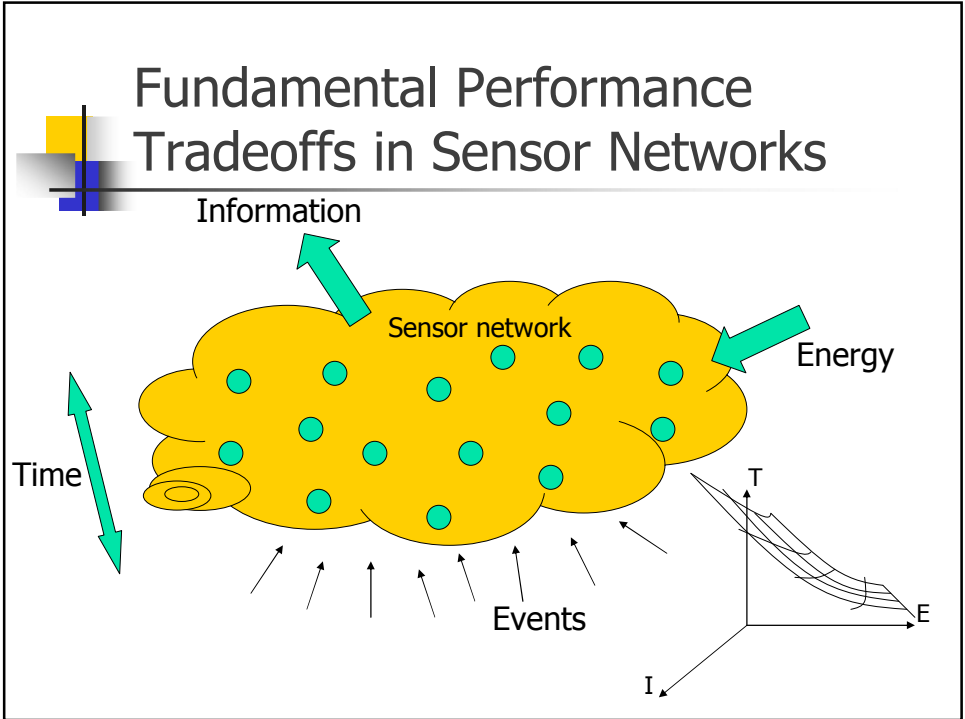 Fundamental Performance
Tradeoffs in Sensor Networks
Information
Sensor network
Energy
Time
T
Events
E
I